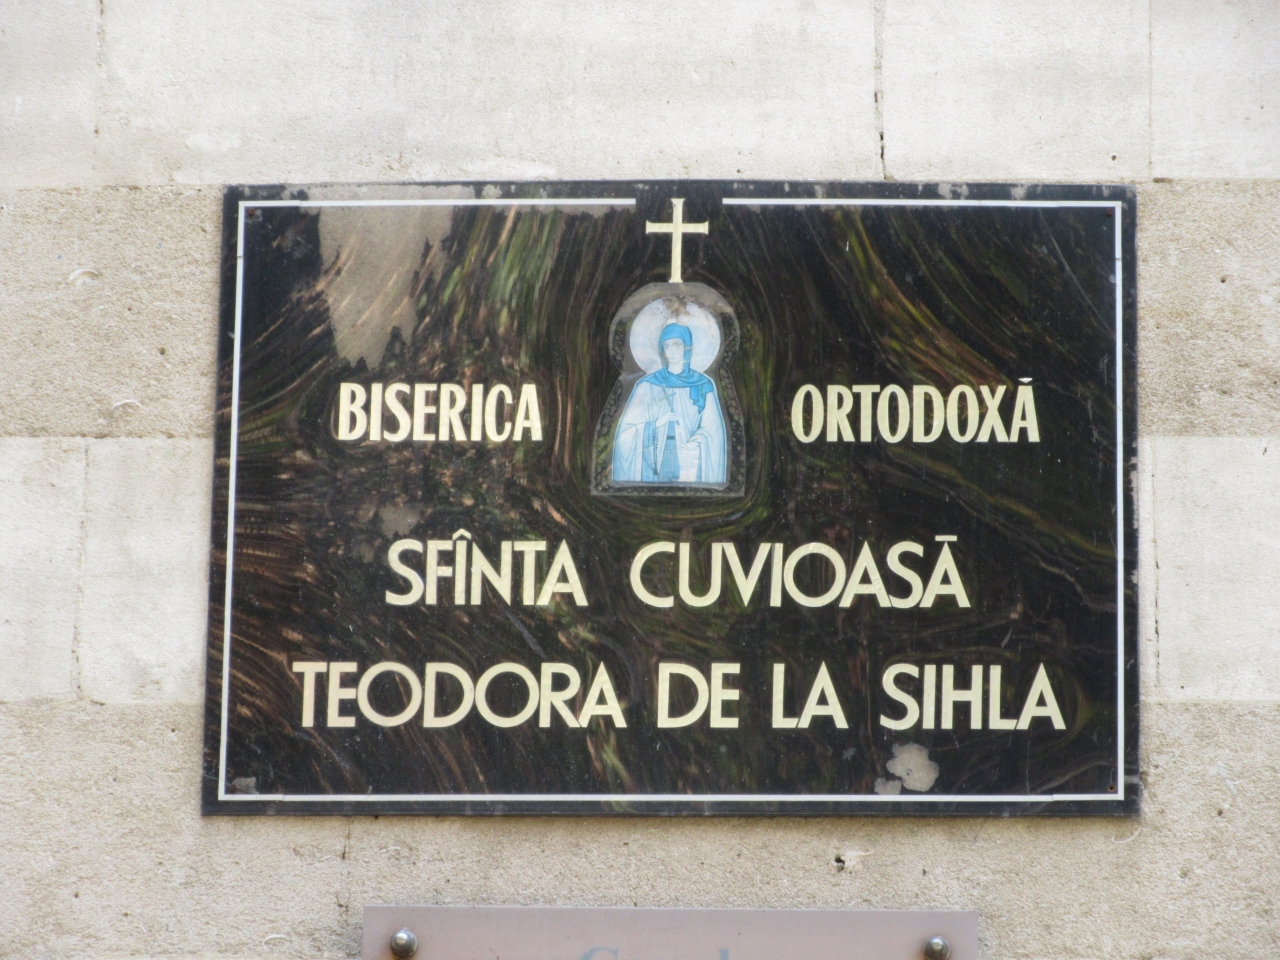 BISERICA ORTODOXĂ
SFÎNTA CUVIOASĂ
TEODORA DE LA SIHLA